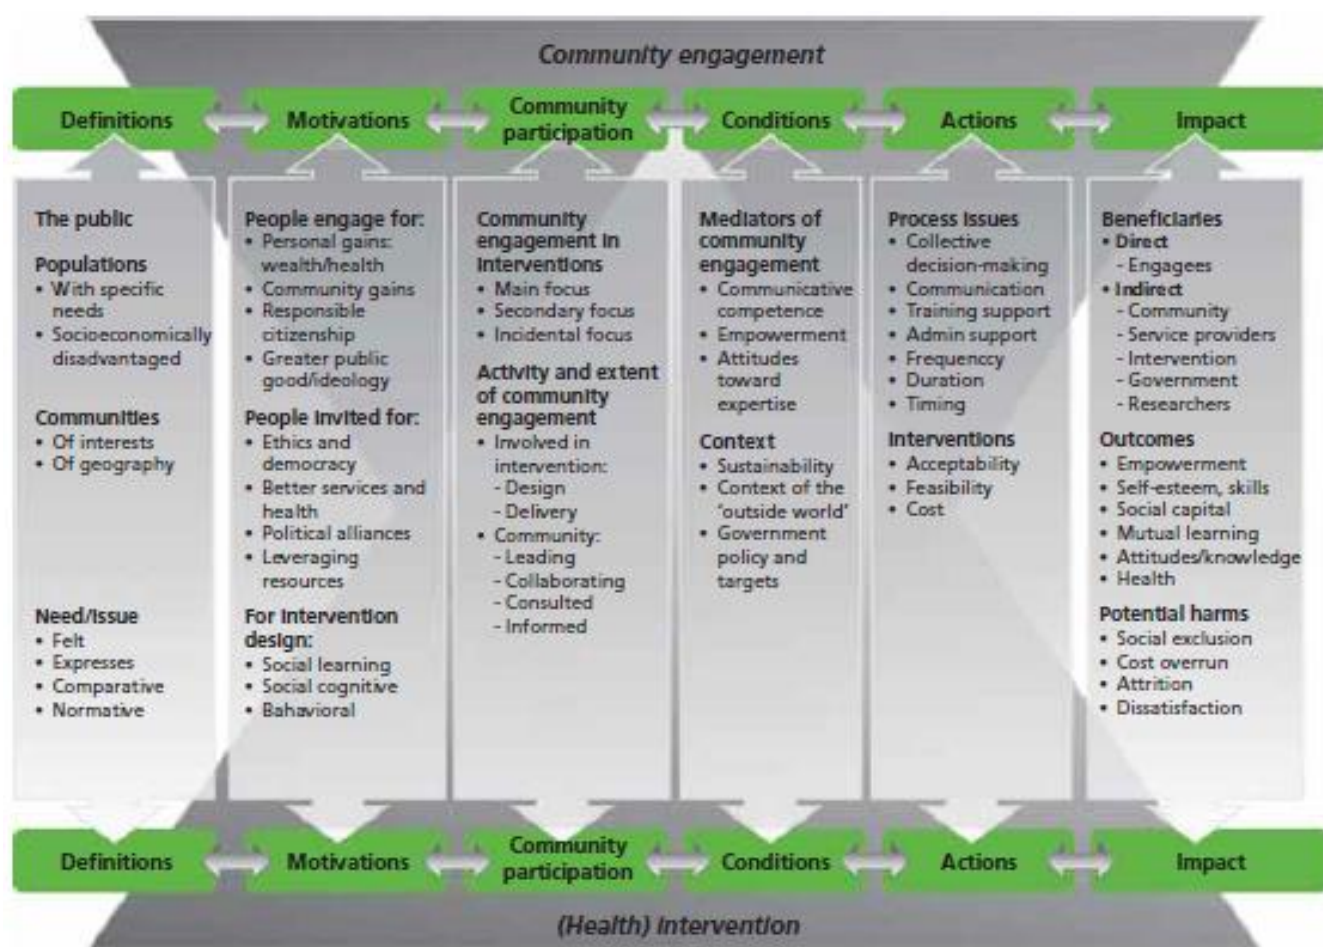 Community engagement
Definitions
Motivations
Community
participation
Conditions
Actions
Impact
The public
Populations
• With specific
needs
• Socioeconomically
disadvantaged
Communities
• Of interests
• Of geography
Need/Issue
• Felt
• Expresses
• Comparative
• Normative
People engage for:
• Personal gains:
wealth/health
• Community gains
• Responsible
citizenship
• Greater public
good/ideology
People invited for:
• Ethics and
democracy
• Better services and
health
• Political alliances
• Leveraging
resources
For intervention
design:
• Social learning
• Social cognitive
• Bahavioral
Community
engagement in
interventions
• Main focus
• Secondary focus
• Incidental focus
Activity and extent
of community
engagement
• Involved in
intervention:
- Design
- Delivery
• Community:
- Leading
- Collaborating
- Consulted
- Informed
Mediators of
community
engagement
• Communicative
competence
• Empowerment
• Attitudes
toward
expertise
Context
• Sustainability
• Context of the
'outside world'
• Government
policy and
targets
Process issues
• Collective
decision-making
• Communication
• Training support
• Admin support
• Frequenccy
• Duration
• Timing
Interventions
• Acceptability
• Feasibility
• Cost
Beneficiaries
• Direct
- Engagees
• Indirect
- Community
- Service providers
- Intervention
- Government
- Researchers
Outcomes
• Empowerment
• Self-esteem, skills
• Social capital
• Mutual learning
• Attitudes/knowledge
• Health
Potential harms
• Social exclusion
• Cost overrun
• Attrition
• Dissatisfaction
Definitions
Motivations
Community
participation
Conditions
Actions
Impact
(Health) intervention